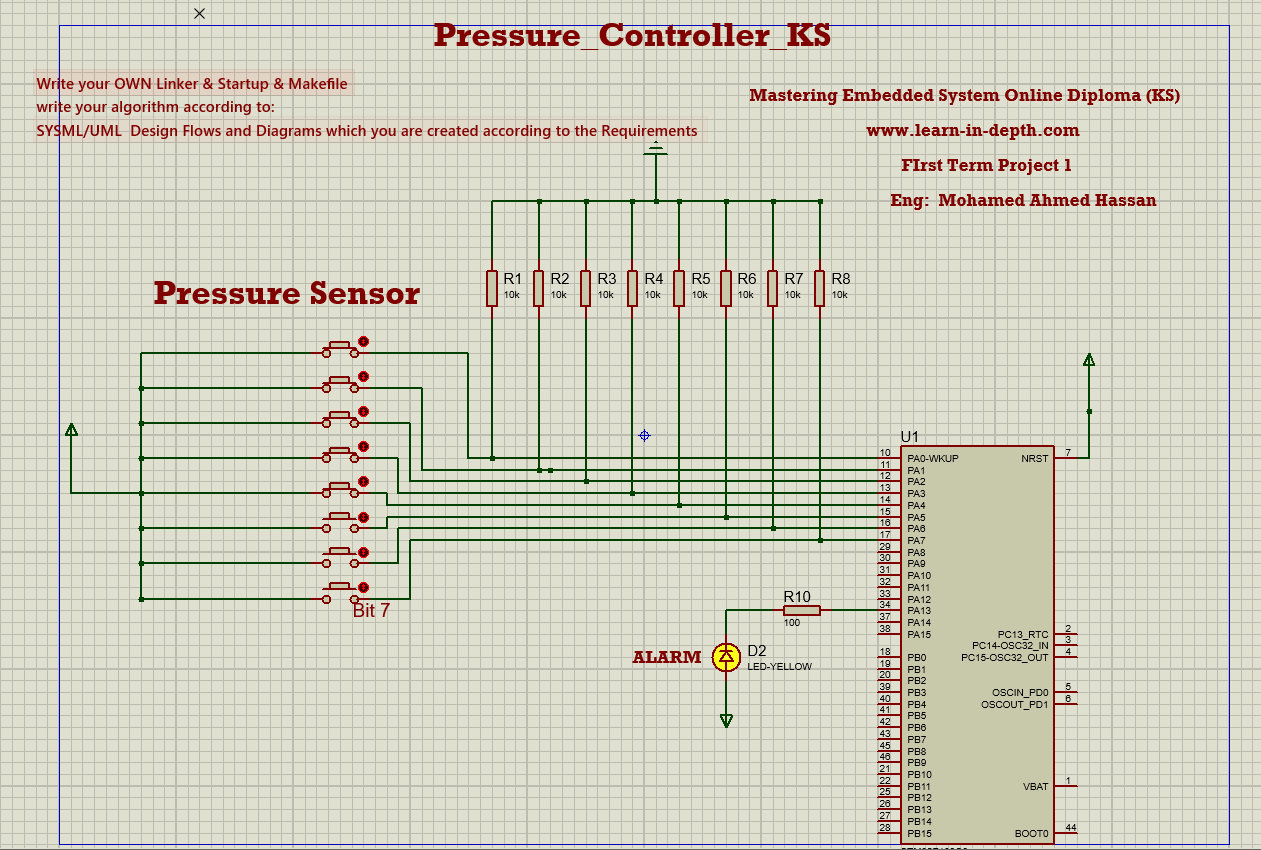 Pressure_Controller_KS
Write your OWN Linker & Startup & Makefile
write your algorithm according to:
SYSML/UML Design Flows and Diagrams which you are created according to the Requirements
Mastering Embedded System Online Diploma (KS)
www.learn-in-depth.com
FIrst Term Project 1
Eng: Mohamed Ahmed Hassan
Pressure Sensor
R1
10k
R2
10k
R3
10k
R4
10k
R5
10k
R6
10k
R7
10k
R8
10k
Bit 7
R10
100
ALARM
D2
LED-YELLOW
U1
10 PA0-WKUP
11 PA1
12 PA2
13 PA3
14 PA4
15 PA5
16 PA6
17 PA7
29 PA8
30 PA9
31 PA10
32 PA11
33 PA12
34 PA13
37 PA14
38 PA15
18 PB0
19 PB1
20 PB2
39 PB3
40 PB4
41 PB5
42 PB6
43 PB7
45 PB8
46 PB9
21 PB10
22 PB11
25 PB12
26 PB13
27 PB14
28 PB15
NRST 7
PC13_RTC 2
PC14-OSC32_IN 3
PC15-OSC32_OUT 4
OSCIN_PD0 5
OSCOUT_PD1 6
VBAT 1
BOOT0 44